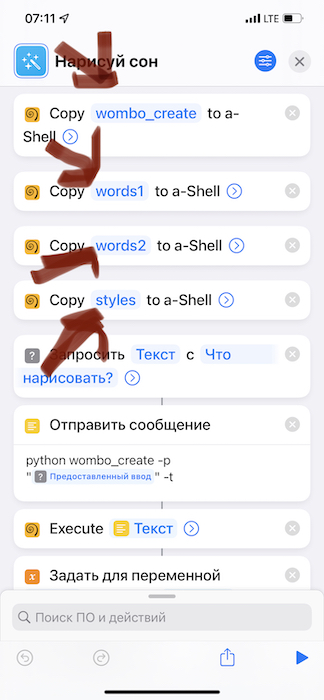 07:11
LTE
Нарисуй сон
Copy wombo_create to a-
Shell
Copy words1 to a-Shell
Copy words2 to a-Shell
Copy styles to a-Shell
? Запросить Текст с Что
нарисовать?
Отправить сообщение
python wombo_create -p
" ? Предоставленный ввод " -t
Execute Текст
x Задать для переменной
Поиск ПО и действий